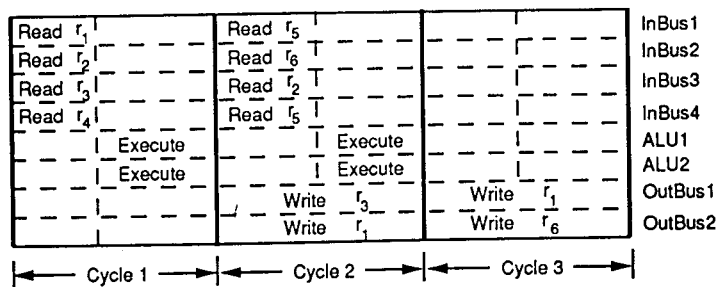 Read r1 Read r5 InBus1
Read r2 Read r6 InBus2
Read r3 Read r2 InBus3
Read r4 Read r5 InBus4
Execute Execute ALU1
Execute Execute ALU2
Write r3 Write r1 OutBus1
Write r1 Write r6 OutBus2
Cycle 1 Cycle 2 Cycle 3